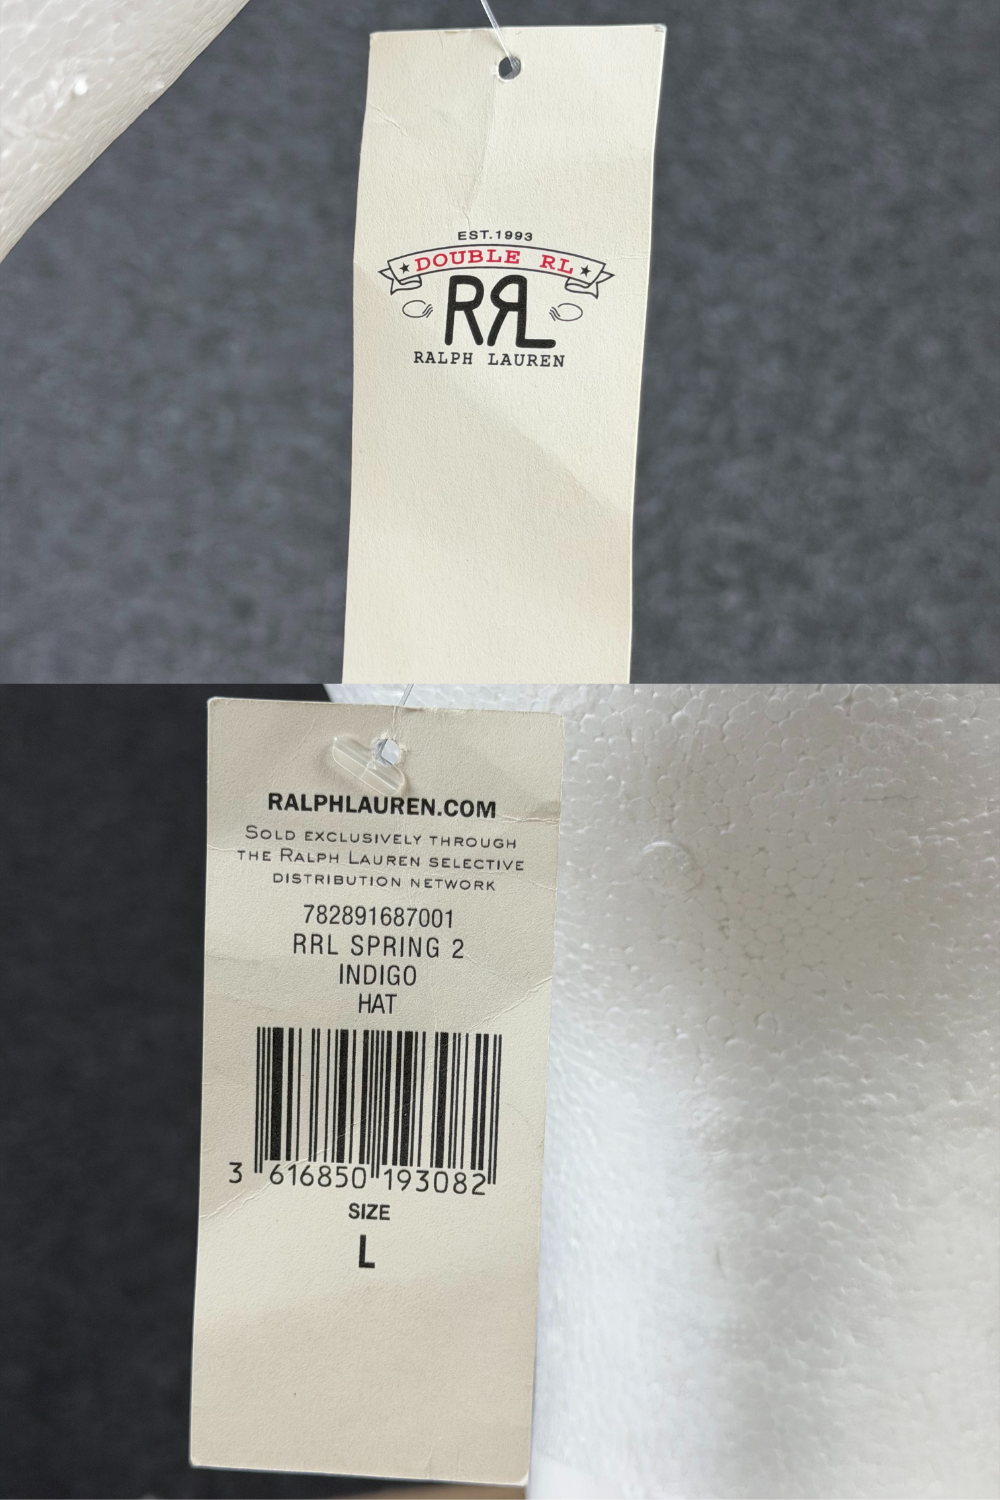 EST.1993
DOUBLE RL
RRL
RALPH LAUREN
RALPHLAUREN.COM
SOLD EXCLUSIVELY THROUGH
THE RALPH LAUREN SELECTIVE
DISTRIBUTION NETWORK
782891687001
RRL SPRING 2
INDIGO
HAT
3 616850 193082
SIZE
L